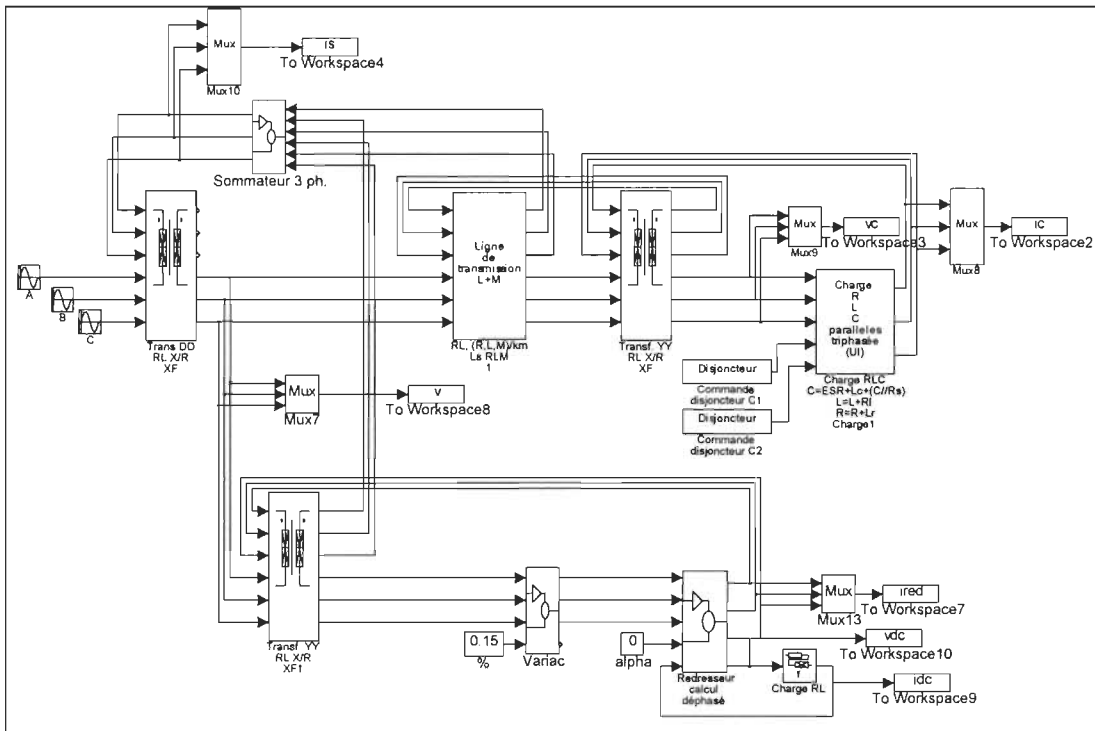 Mux
Mux10
IS
To Workspace4
Sommateur 3 ph,
A
B
C
Trans DD
RL X/R
XF
Ligne
de
transmission
L+M
RL, (R,L,M)/km
Ls RLM
1
Transf. YY
RL X/R
XF
Mux
Mux9
VC
To Workspace3
Mux
Mux8
IC
To Workspace2
Charge
R
L
C
paralleles
triphasée
(UI)
Charge RLC
C=ESR+Lc+(C//Rs)
L=L+Rl
R=R+Lr
Charge1
Disjoncteur
Commande
disjoncteur C1
Disjoncteur
Commande
disjoncteur C2
Mux
Mux7
v
To Workspace8
Transf YY
RL X/R
XF1
0.15
%
Variac
0
alpha
Redresseur
calcul
déphasé
Charge RL
Mux
Mux13
ired
To Workspace7
vdc
To Workspace10
idc
To Workspace9